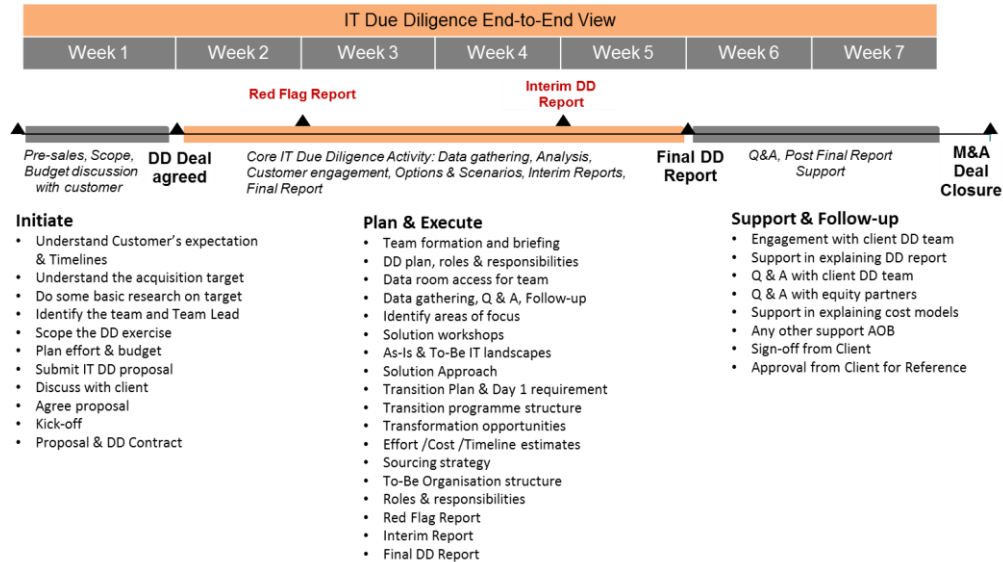 IT Due Diligence End-to-End View
Week 1
Week 2
Week 3
Week 4
Week 5
Week 6
Week 7
Red Flag Report
Interim DD
Report
Pre-sales, Scope,
Budget discussion
with customer
DD Deal
agreed
Core IT Due Diligence Activity: Data gathering, Analysis,
Customer engagement, Options & Scenarios, Interim Reports,
Final Report
Final DD
Report
Q&A, Post Final Report
Support
M&A
Deal
Closure
Initiate
• Understand Customer's expectation
& Timelines
• Understand the acquisition target
• Do some basic research on target
• Identify the team and Team Lead
• Scope the DD exercise
• Plan effort & budget
• Submit IT DD proposal
• Discuss with client
• Agree proposal
• Kick-off
• Proposal & DD Contract
Plan & Execute
• Team formation and briefing
• DD plan, roles & responsibilities
• Data room access for team
• Data gathering, Q & A, Follow-up
• Identify areas of focus
• Solution workshops
• As-Is & To-Be IT landscapes
• Solution Approach
• Transition Plan & Day 1 requirement
• Transition programme structure
• Transformation opportunities
• Effort /Cost /Timeline estimates
• Sourcing strategy
• To-Be Organisation structure
• Roles & responsibilities
• Red Flag Report
• Interim Report
• Final DD Report
Support & Follow-up
• Engagement with client DD team
• Support in explaining DD report
• Q & A with client DD team
• Q & A with equity partners
• Support in explaining cost models
• Any other support AOB
• Sign-off from Client
• Approval from Client for Reference